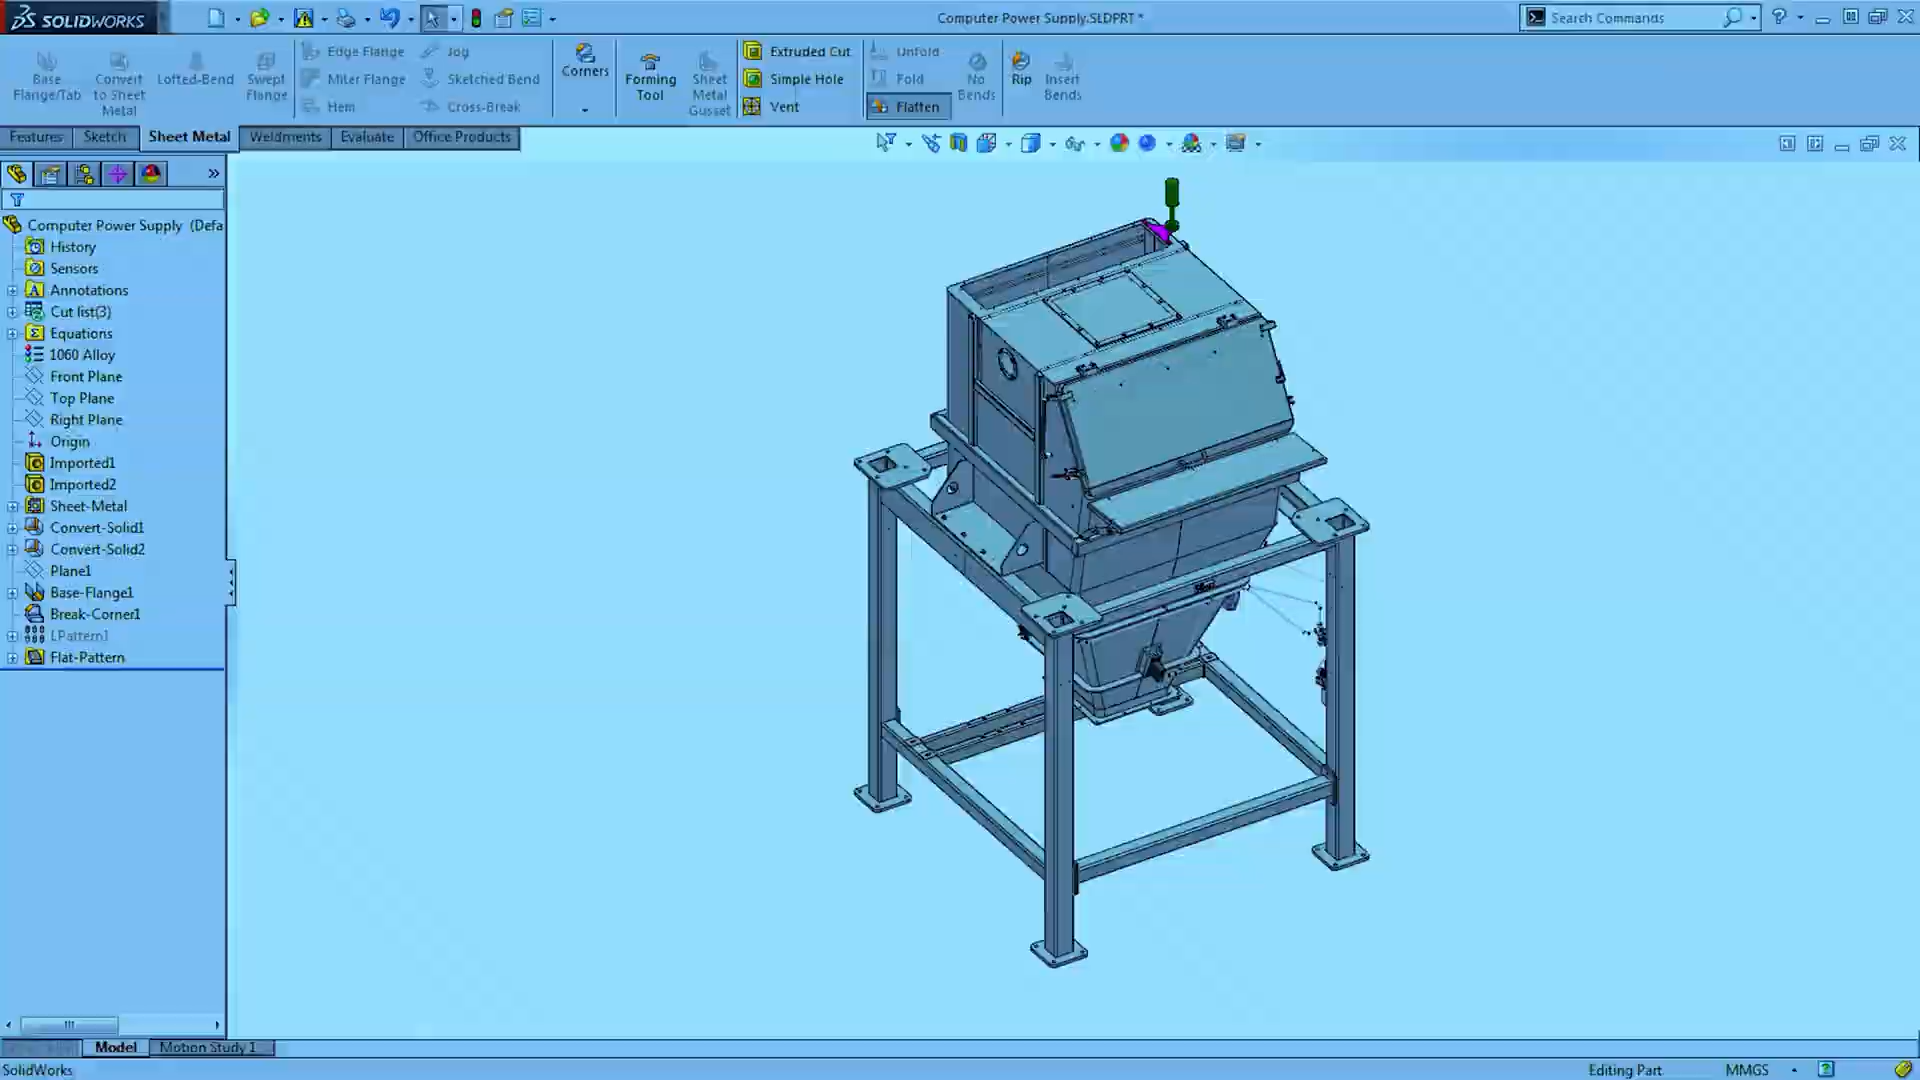 SOLIDWORKS
Computer Power Supply.SLDPRT *
Search Commands
Base Flange/Tab
Convert to Sheet Metal
Lofted-Bend
Swept Flange
Edge Flange
Miter Flange
Hem
Jog
Sketched Bend
Cross-Break
Corners
Forming Tool
Sheet Metal Gusset
Extruded Cut
Simple Hole
Vent
Unfold
Fold
Flatten
No Bends
Rip
Insert Bends
Features
Sketch
Sheet Metal
Weldments
Evaluate
Office Products
Computer Power Supply (Defa
History
Sensors
Annotations
Cut list(3)
Equations
1060 Alloy
Front Plane
Top Plane
Right Plane
Origin
Imported1
Imported2
Sheet-Metal
Convert-Solid1
Convert-Solid2
Plane1
Base-Flange1
Break-Corner1
LPattern1
Flat-Pattern
Model
Motion Study 1
SolidWorks
Editing Part
MMGS